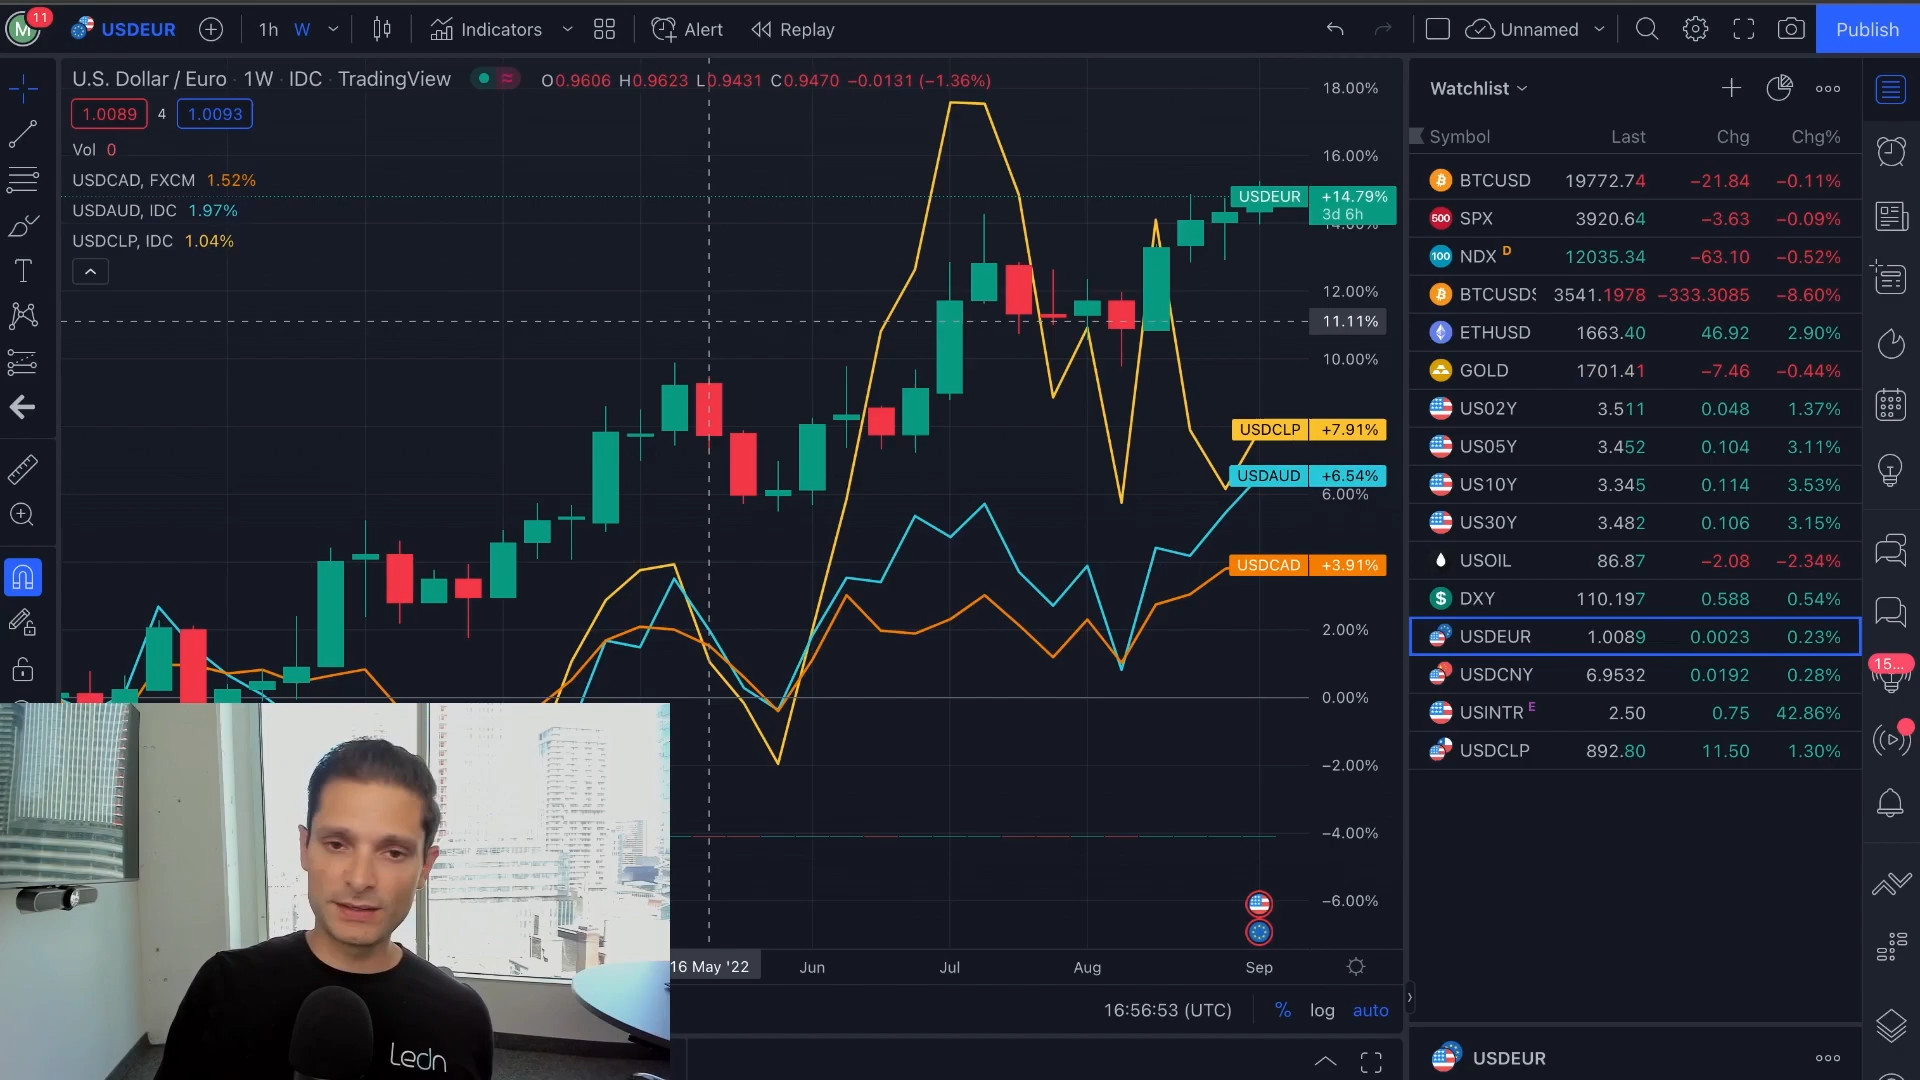 M 11 USDEUR 1h W Indicators Alert Replay Unnamed Publish
U.S. Dollar / Euro · 1W · IDC · TradingView O0.9606 H0.9623 L0.9431 C0.9470 −0.0131 (−1.36%)
1.0089 4 1.0093
Vol 0
USDCAD, FXCM 1.52%
USDAUD, IDC 1.97%
USDCLP, IDC 1.04%
18.00%
16.00%
USDEUR +14.79%
3d 6h
14.00%
12.00%
11.11%
10.00%
USDCLP +7.91%
USDAUD +6.54%
6.00%
USDCAD +3.91%
2.00%
0.00%
−2.00%
−4.00%
−6.00%
16 May '22 Jun Jul Aug Sep
16:56:53 (UTC) % log auto
Watchlist
Symbol Last Chg Chg%
BTCUSD 19772.74 −21.84 −0.11%
500 SPX 3920.64 −3.63 −0.09%
100 NDX D 12035.34 −63.10 −0.52%
BTCUSDS 3541.1978 −333.3085 −8.60%
ETHUSD 1663.40 46.92 2.90%
GOLD 1701.41 −7.46 −0.44%
US02Y 3.511 0.048 1.37%
US05Y 3.452 0.104 3.11%
US10Y 3.345 0.114 3.53%
US30Y 3.482 0.106 3.15%
USOIL 86.87 −2.08 −2.34%
$ DXY 110.197 0.588 0.54%
USDEUR 1.0089 0.0023 0.23%
USDCNY 6.9532 0.0192 0.28%
USINTR E 2.50 0.75 42.86%
USDCLP 892.80 11.50 1.30%
15...
USDEUR
Ledn